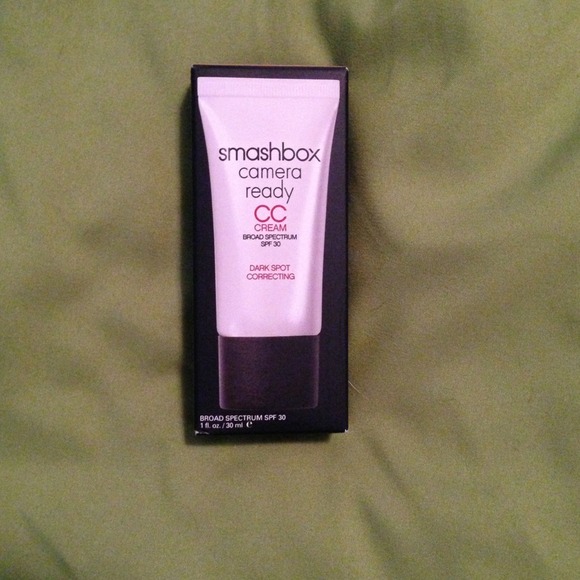 smashbox
camera
ready
CC
CREAM
BROAD SPECTRUM
SPF 30
DARK SPOT
CORRECTING
BROAD SPECTRUM SPF 30
1 fl. oz. / 30 ml ℮